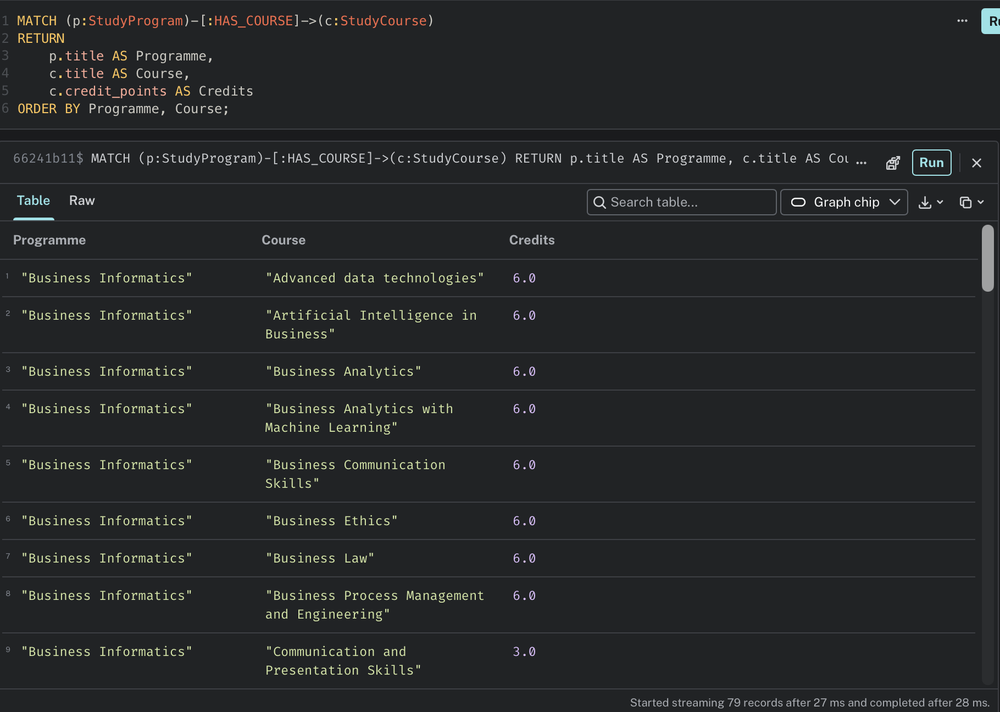 1 MATCH (p:StudyProgram)-[:HAS_COURSE]->(c:StudyCourse)
2 RETURN
3     p.title AS Programme,
4     c.title AS Course,
5     c.credit_points AS Credits
6 ORDER BY Programme, Course;
66241b11$ MATCH (p:StudyProgram)-[:HAS_COURSE]->(c:StudyCourse) RETURN p.title AS Programme, c.title AS Cou ... Run
Table Raw Search table... Graph chip
Programme Course Credits
1 "Business Informatics" "Advanced data technologies" 6.0
2 "Business Informatics" "Artificial Intelligence in 6.0
Business"
3 "Business Informatics" "Business Analytics" 6.0
4 "Business Informatics" "Business Analytics with 6.0
Machine Learning"
5 "Business Informatics" "Business Communication 6.0
Skills"
6 "Business Informatics" "Business Ethics" 6.0
7 "Business Informatics" "Business Law" 6.0
8 "Business Informatics" "Business Process Management 6.0
and Engineering"
9 "Business Informatics" "Communication and 3.0
Presentation Skills"
Started streaming 79 records after 27 ms and completed after 28 ms.